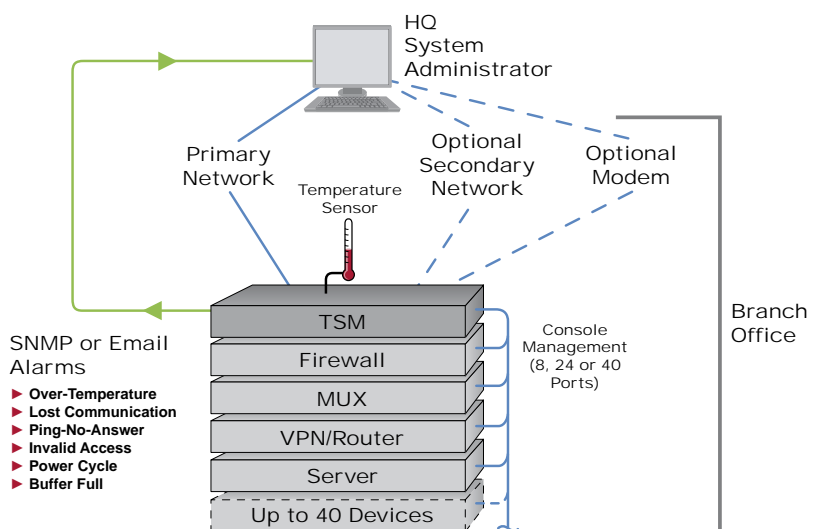 HQ
System
Administrator
Primary
Network
Optional
Secondary
Network
Optional
Modem
Temperature
Sensor
TSM
Firewall
MUX
VPN/Router
Server
Up to 40 Devices
Console
Management
(8, 24 or 40
Ports)
Branch
Office
SNMP or Email
Alarms
► Over-Temperature
► Lost Communication
► Ping-No-Answer
► Invalid Access
► Power Cycle
► Buffer Full